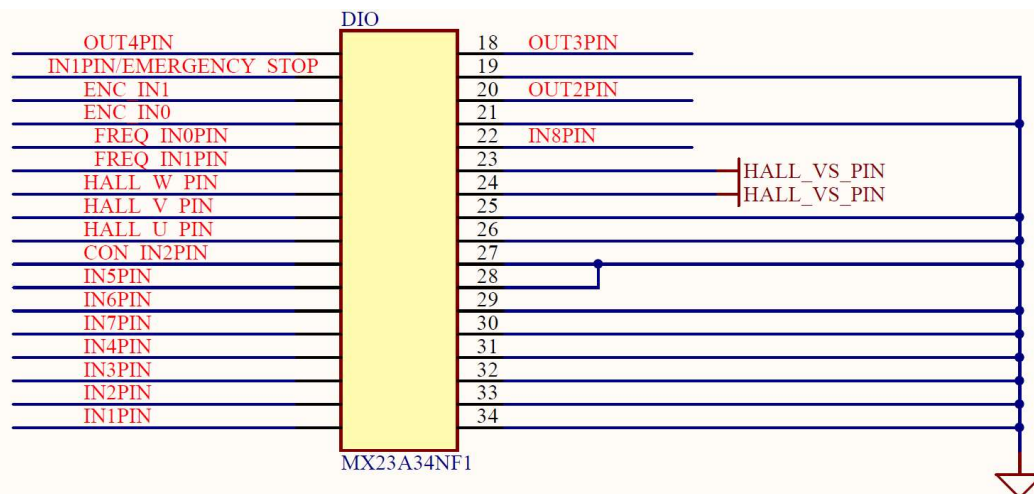 DIO
OUT4PIN 18 OUT3PIN
IN1PIN/EMERGENCY_STOP 19
ENC_IN1 20 OUT2PIN
ENC_IN0 21
FREQ_IN0PIN 22 IN8PIN
FREQ_IN1PIN 23 HALL_VS_PIN
HALL_W_PIN 24 HALL_VS_PIN
HALL_V_PIN 25
HALL_U_PIN 26
CON_IN2PIN 27
IN5PIN 28
IN6PIN 29
IN7PIN 30
IN4PIN 31
IN3PIN 32
IN2PIN 33
IN1PIN 34
MX23A34NF1